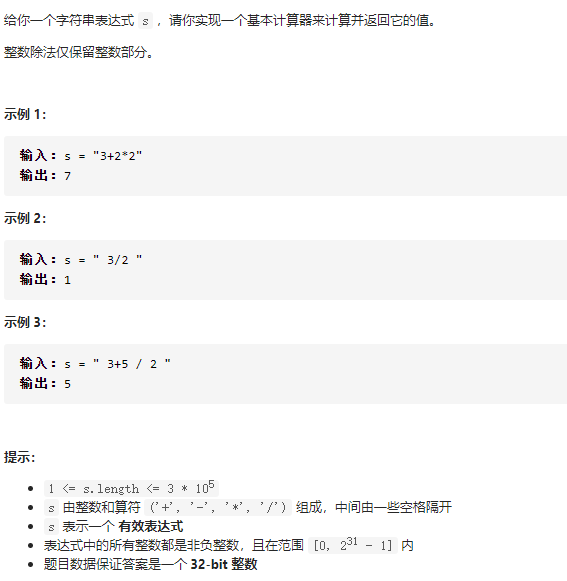 给你一个字符串表达式 s ，请你实现一个基本计算器来计算并返回它的值。
整数除法仅保留整数部分。
示例 1：
输入：s = "3+2*2"
输出：7
示例 2：
输入：s = " 3/2 "
输出：1
示例 3：
输入：s = " 3+5 / 2 "
输出：5
提示：
1 <= s.length <= 3 * 10⁵
s 由整数和算符 ('+', '-', '*', '/') 组成，中间由一些空格隔开
s 表示一个 有效表达式
表达式中的所有整数都是非负整数，且在范围 [0, 2³¹ - 1] 内
题目数据保证答案是一个 32-bit 整数